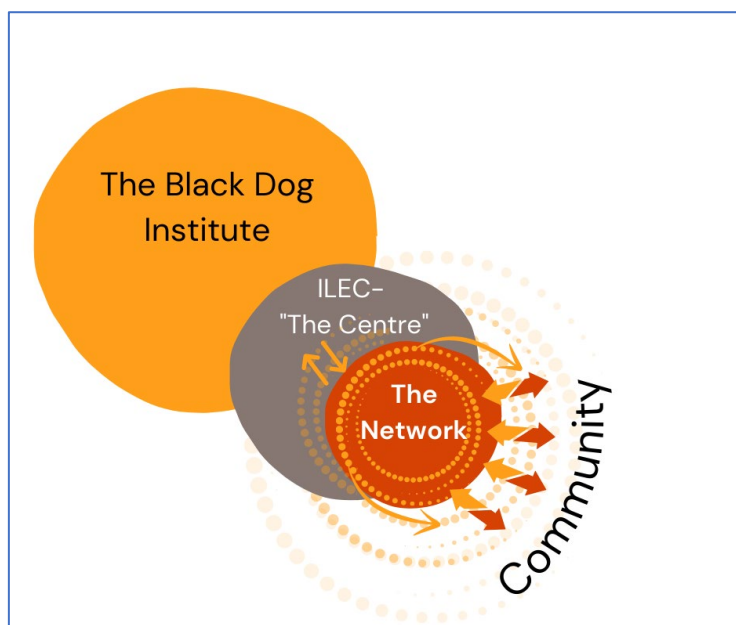 The Black Dog
Institute
ILEC-
"The Centre"
The
Network
Community